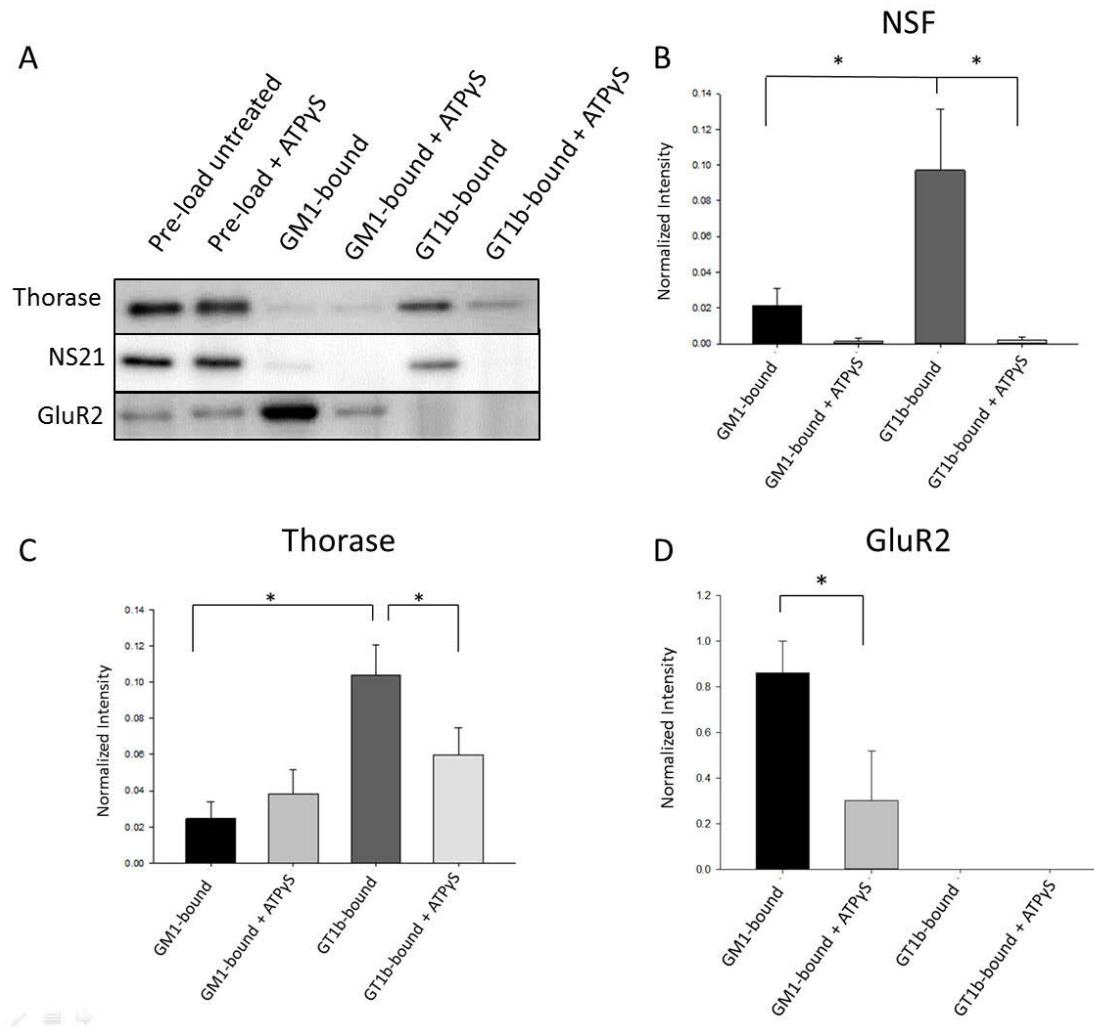 A
Pre-load untreated
Pre-load + ATPγS
GM1-bound
GM1-bound + ATPγS
GT1b-bound
GT1b-bound + ATPγS
Thorase
NS21
GluR2
B
NSF
*
*
Normalized Intensity
0.14
0.12
0.10
0.08
0.06
0.04
0.02
0.00
GM1-bound
GM1-bound + ATPγS
GT1b-bound
GT1b-bound + ATPγS
C
Thorase
*
*
Normalized Intensity
0.14
0.12
0.10
0.08
0.06
0.04
0.02
0.00
GM1-bound
GM1-bound + ATPγS
GT1b-bound
GT1b-bound + ATPγS
D
GluR2
*
Normalized Intensity
1.2
1.0
0.8
0.6
0.4
0.2
0.0
GM1-bound
GM1-bound + ATPγS
GT1b-bound
GT1b-bound + ATPγS